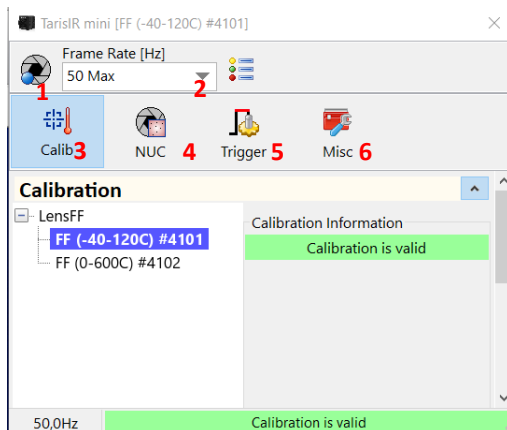 TarisIR mini [FF (-40-120C) #4101]
Frame Rate [Hz]
50 Max
1
2
Calib 3
NUC 4
Trigger 5
Misc 6
Calibration
LensFF
FF (-40-120C) #4101
FF (0-600C) #4102
Calibration Information
Calibration is valid
50,0Hz Calibration is valid